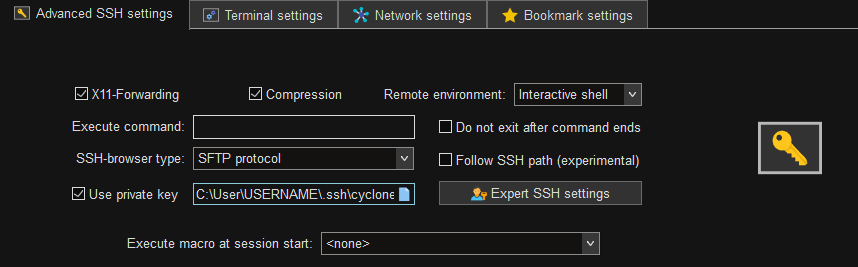 Advanced SSH settings Terminal settings Network settings Bookmark settings
X11-Forwarding Compression Remote environment: Interactive shell
Execute command: Do not exit after command ends
SSH-browser type: SFTP protocol Follow SSH path (experimental)
Use private key C:\User\USERNAME\.ssh\cyclone Expert SSH settings
Execute macro at session start: <none>